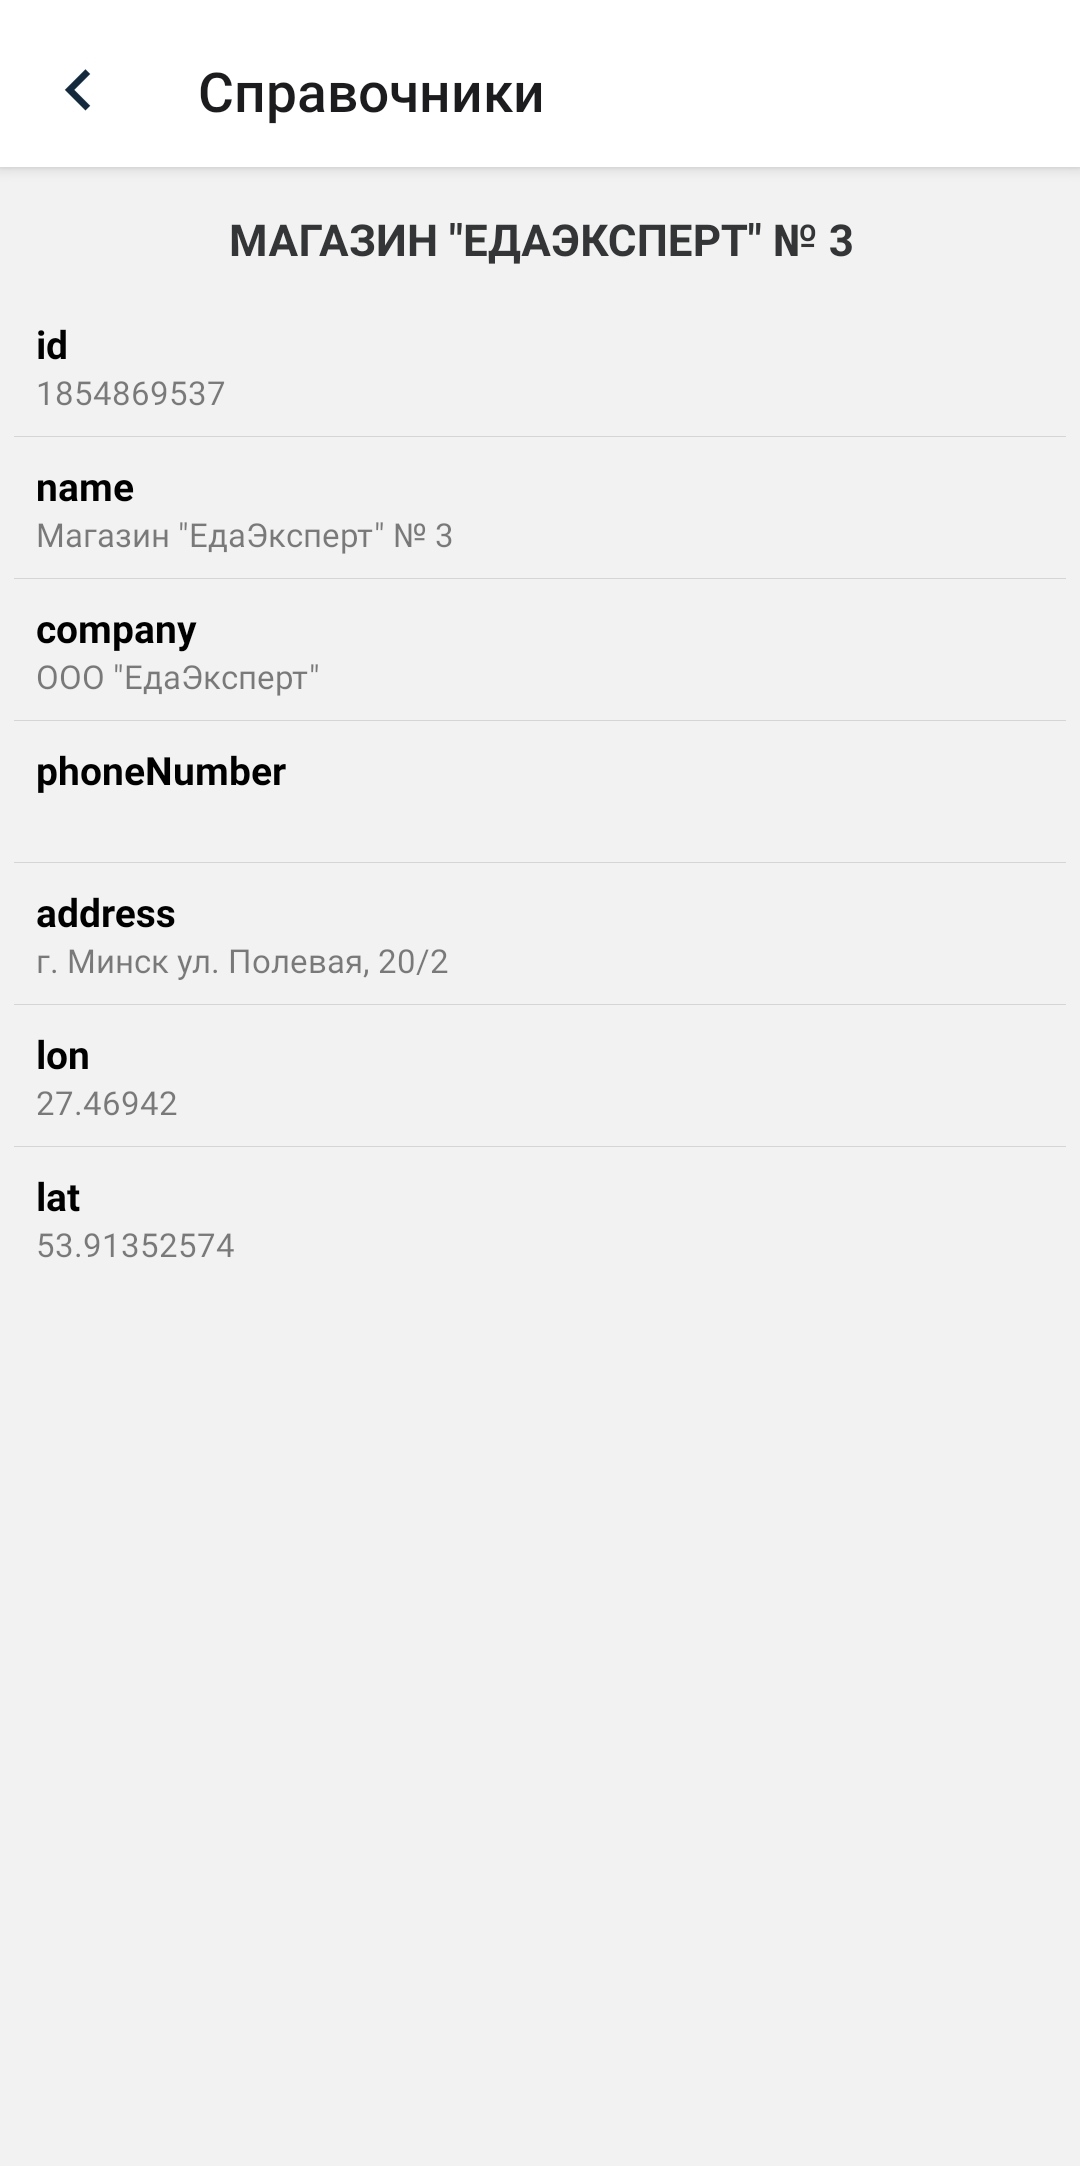 Справочники
МАГАЗИН "ЕДАЭКСПЕРТ" № 3
id
1854869537
name
Магазин "ЕдаЭксперт" № 3
company
ООО "ЕдаЭксперт"
phoneNumber
address
г. Минск ул. Полевая, 20/2
lon
27.46942
lat
53.91352574